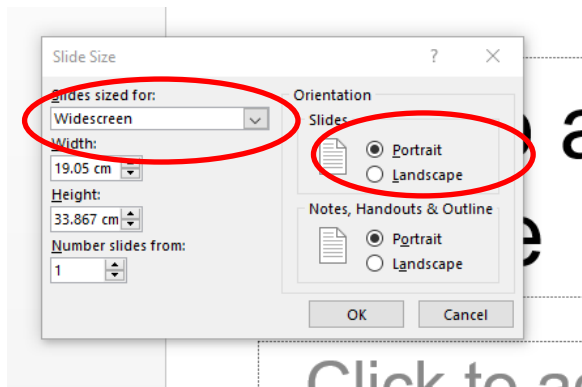 Slide Size
Slides sized for:
Widescreen
Width:
19.05 cm
Height:
33.867 cm
Number slides from:
1
Orientation
Slides
Portrait
Landscape
Notes, Handouts & Outline
Portrait
Landscape
OK
Cancel
Click to